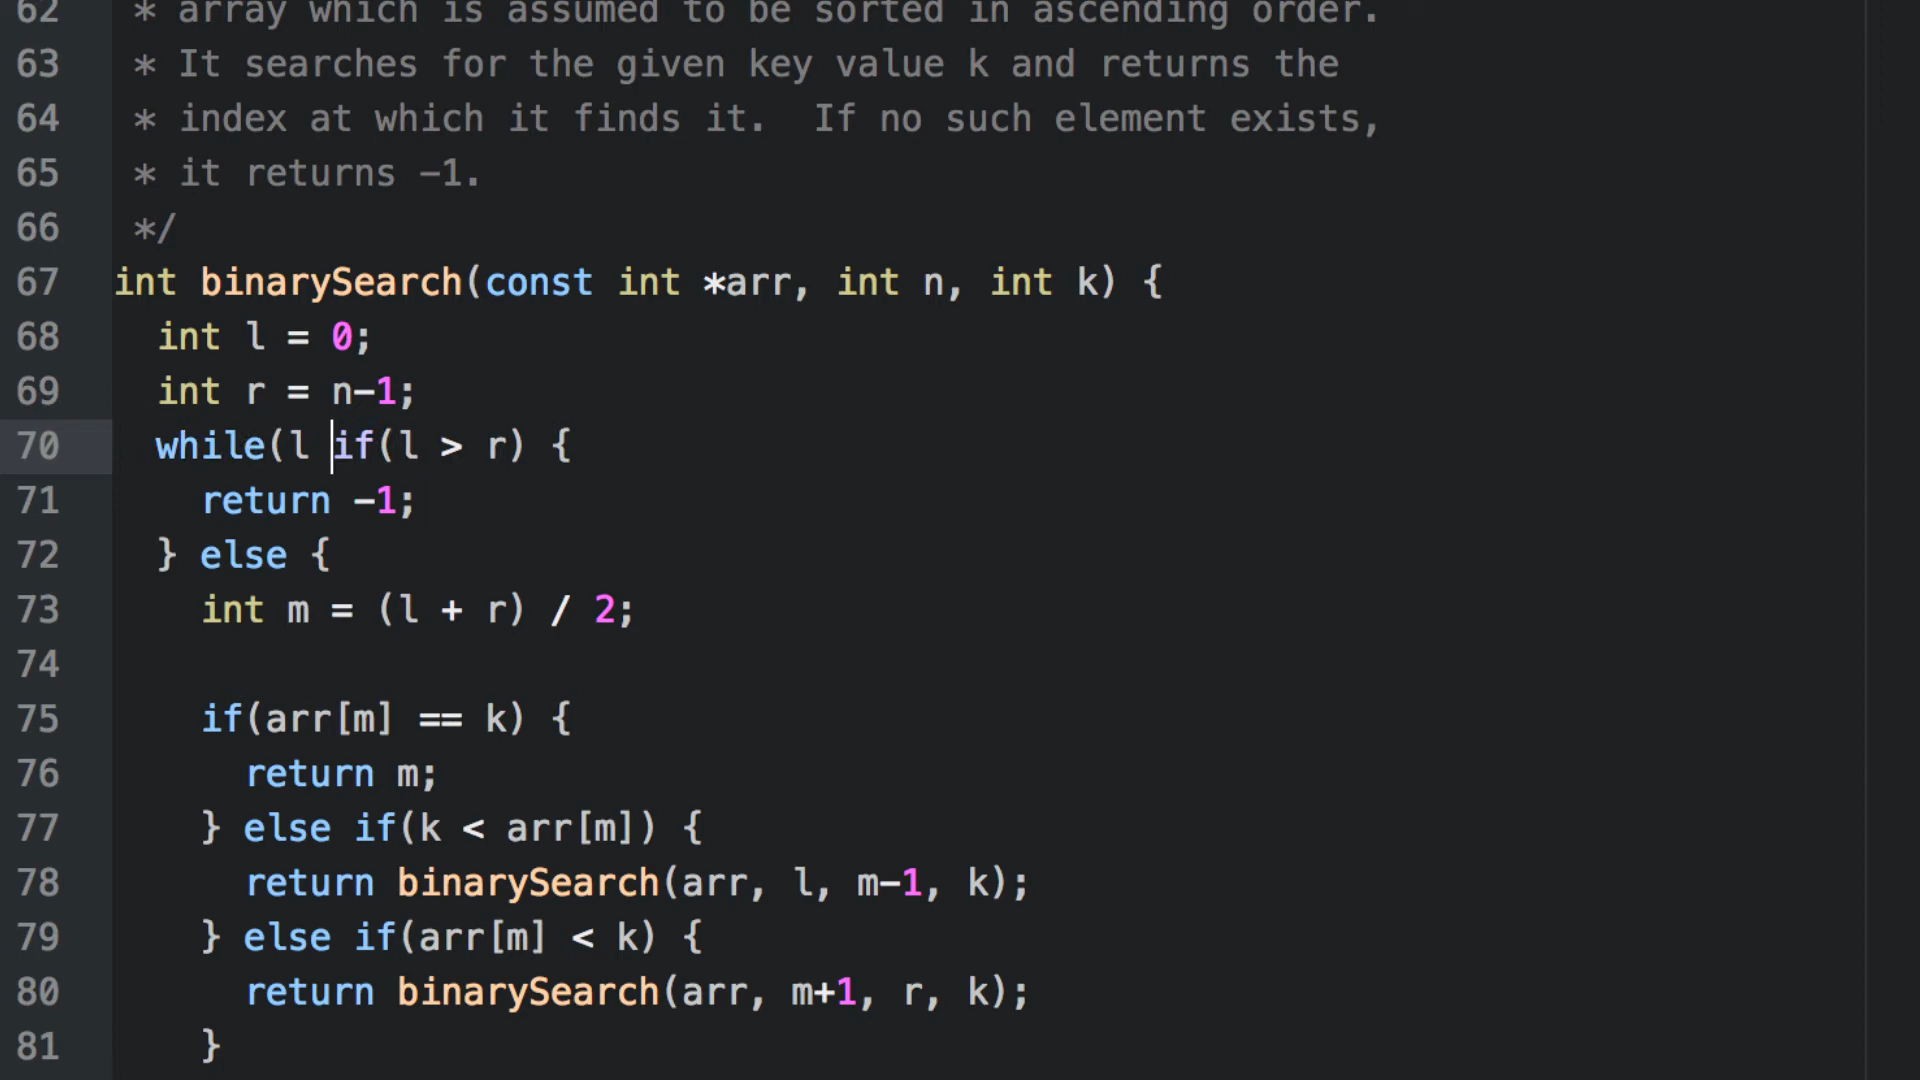 62 * array which is assumed to be sorted in ascending order.
63 * It searches for the given key value k and returns the
64 * index at which it finds it.  If no such element exists,
65 * it returns -1.
66 */
67 int binarySearch(const int *arr, int n, int k) {
68   int l = 0;
69   int r = n-1;
70   while(l if(l > r) {
71     return -1;
72   } else {
73     int m = (l + r) / 2;
74
75     if(arr[m] == k) {
76       return m;
77     } else if(k < arr[m]) {
78       return binarySearch(arr, l, m-1, k);
79     } else if(arr[m] < k) {
80       return binarySearch(arr, m+1, r, k);
81     }